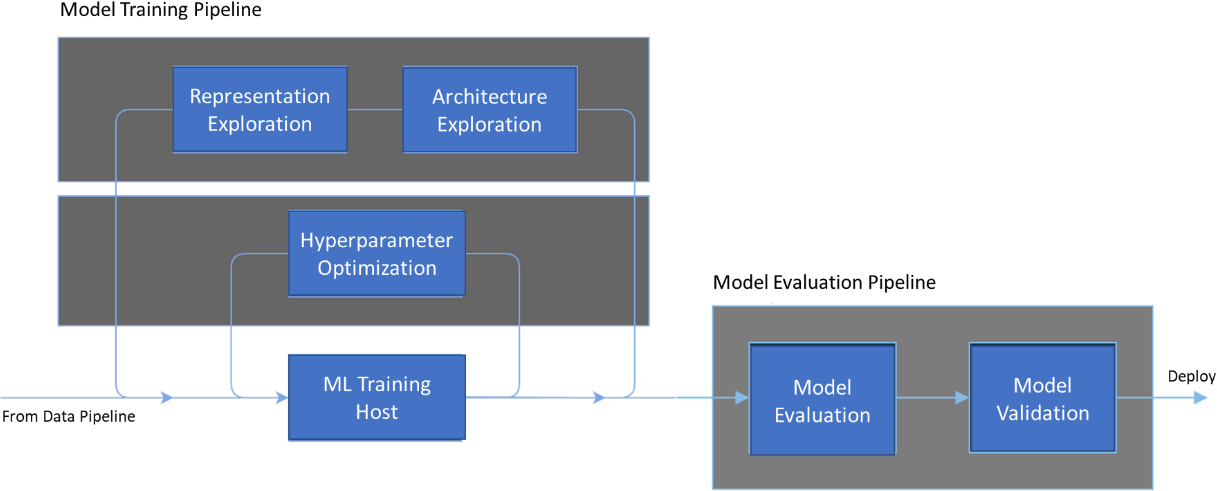 Model Training Pipeline
Representation
Exploration
Architecture
Exploration
Hyperparameter
Optimization
Model Evaluation Pipeline
ML Training
Host
From Data Pipeline
Model
Evaluation
Model
Validation
Deploy